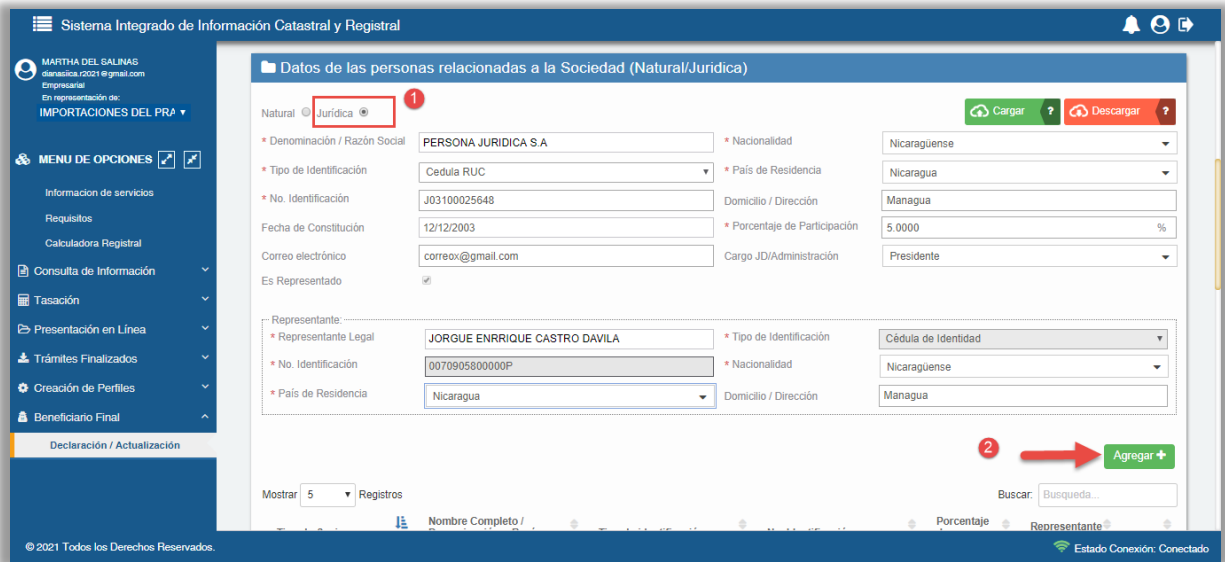 Sistema Integrado de Información Catastral y Registral
MARTHA DEL SALINAS
dianasiica.r2021@gmail.com
Empresarial
En representación de:
IMPORTACIONES DEL PRA
MENU DE OPCIONES
Informacion de servicios
Requisitos
Calculadora Registral
Consulta de Información
Tasación
Presentación en Línea
Trámites Finalizados
Creación de Perfiles
Beneficiario Final
Declaración / Actualización
Datos de las personas relacionadas a la Sociedad (Natural/Juridica)
1
Natural Jurídica
Cargar ? Descargar ?
* Denominación / Razón Social PERSONA JURIDICA S.A * Nacionalidad Nicaragüense
* Tipo de Identificación Cedula RUC * País de Residencia Nicaragua
* No. Identificación J03100025648 Domicilio / Dirección Managua
Fecha de Constitución 12/12/2003 * Porcentaje de Participación 5.0000 %
Correo electrónico correox@gmail.com Cargo JD/Administración Presidente
Es Representado
Representante:
* Representante Legal JORGUE ENRRIQUE CASTRO DAVILA * Tipo de Identificación Cédula de Identidad
* No. Identificación 0070905800000P * Nacionalidad Nicaragüense
* País de Residencia Nicaragua Domicilio / Dirección Managua
2 Agregar +
Mostrar 5 Registros Buscar: Busqueda...
Nombre Completo / Porcentaje Representante
© 2021 Todos los Derechos Reservados. Estado Conexión: Conectado